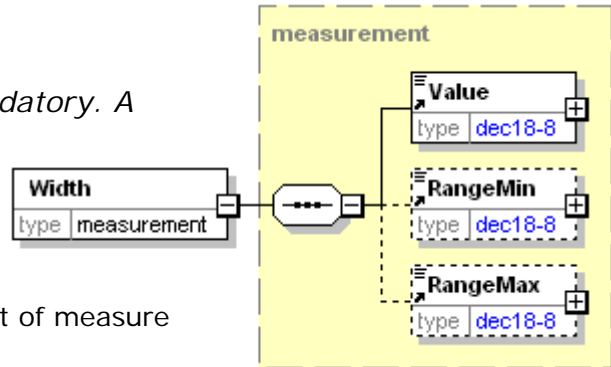 measurement
datory. A
Value
type dec18-8
Width
type measurement
RangeMin
type dec18-8
RangeMax
type dec18-8
t of measure